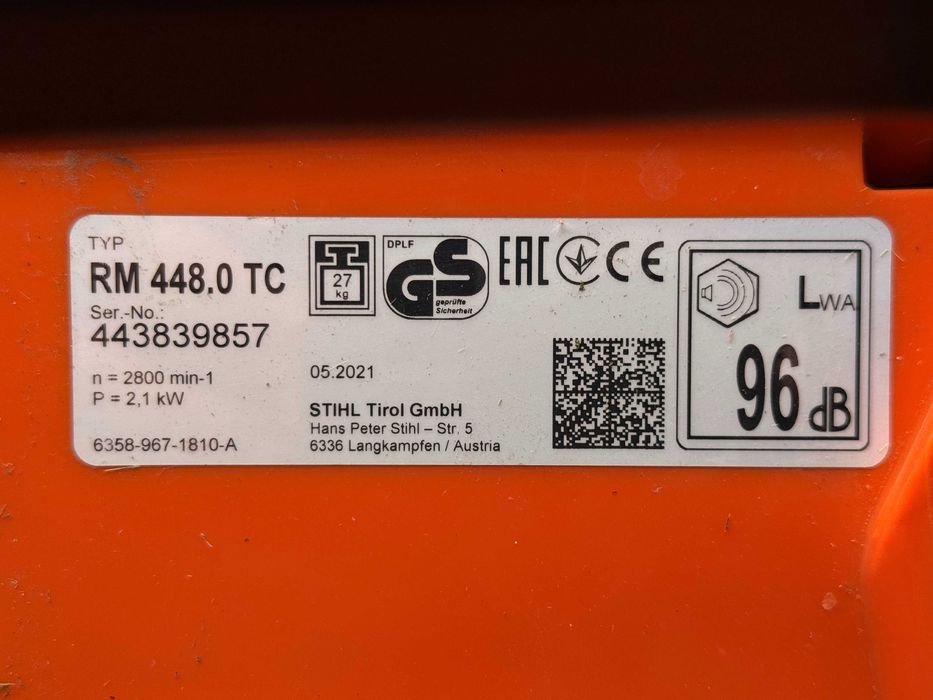 TYP
RM 448.0 TC
Ser.-No.:
443839857
n = 2800 min-1
P = 2,1 kW
6358-967-1810-A
27
kg
DPLF
GS
geprüfte
Sicherheit
EAC
CE
05.2021
STIHL Tirol GmbH
Hans Peter Stihl – Str. 5
6336 Langkampfen / Austria
LWA
96 dB